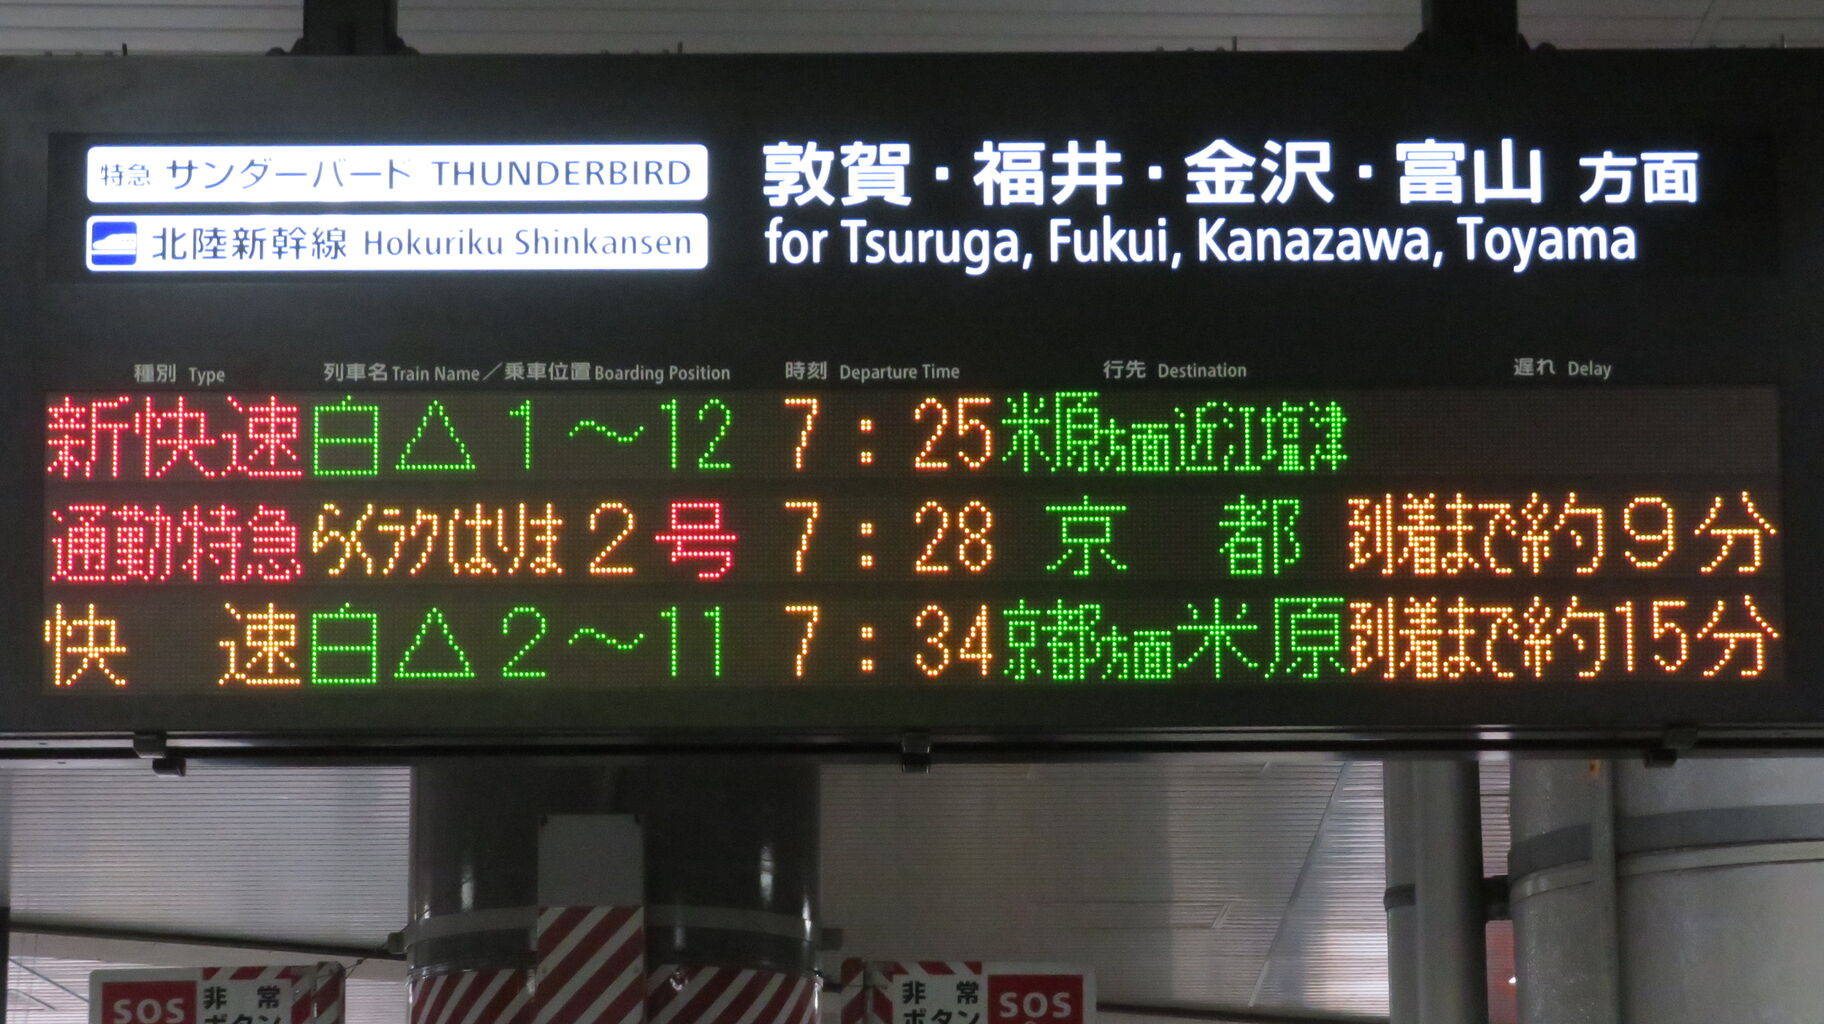 特急 サンダーバード THUNDERBIRD
北陸新幹線 Hokuriku Shinkansen
敦賀・福井・金沢・富山 方面
for Tsuruga, Fukui, Kanazawa, Toyama
種別 Type 列車名 Train Name／乗車位置 Boarding Position 時刻 Departure Time 行先 Destination 遅れ Delay
新快速 白△ 1～12 7:25 米原方面近江塩津
通勤特急 らくラクはりま 2号 7:28 京都 到着まで約9分
快速 白△ 2～11 7:34 京都方面米原 到着まで約15分
SOS 非常
ボタン
非常 SOS
ボタン